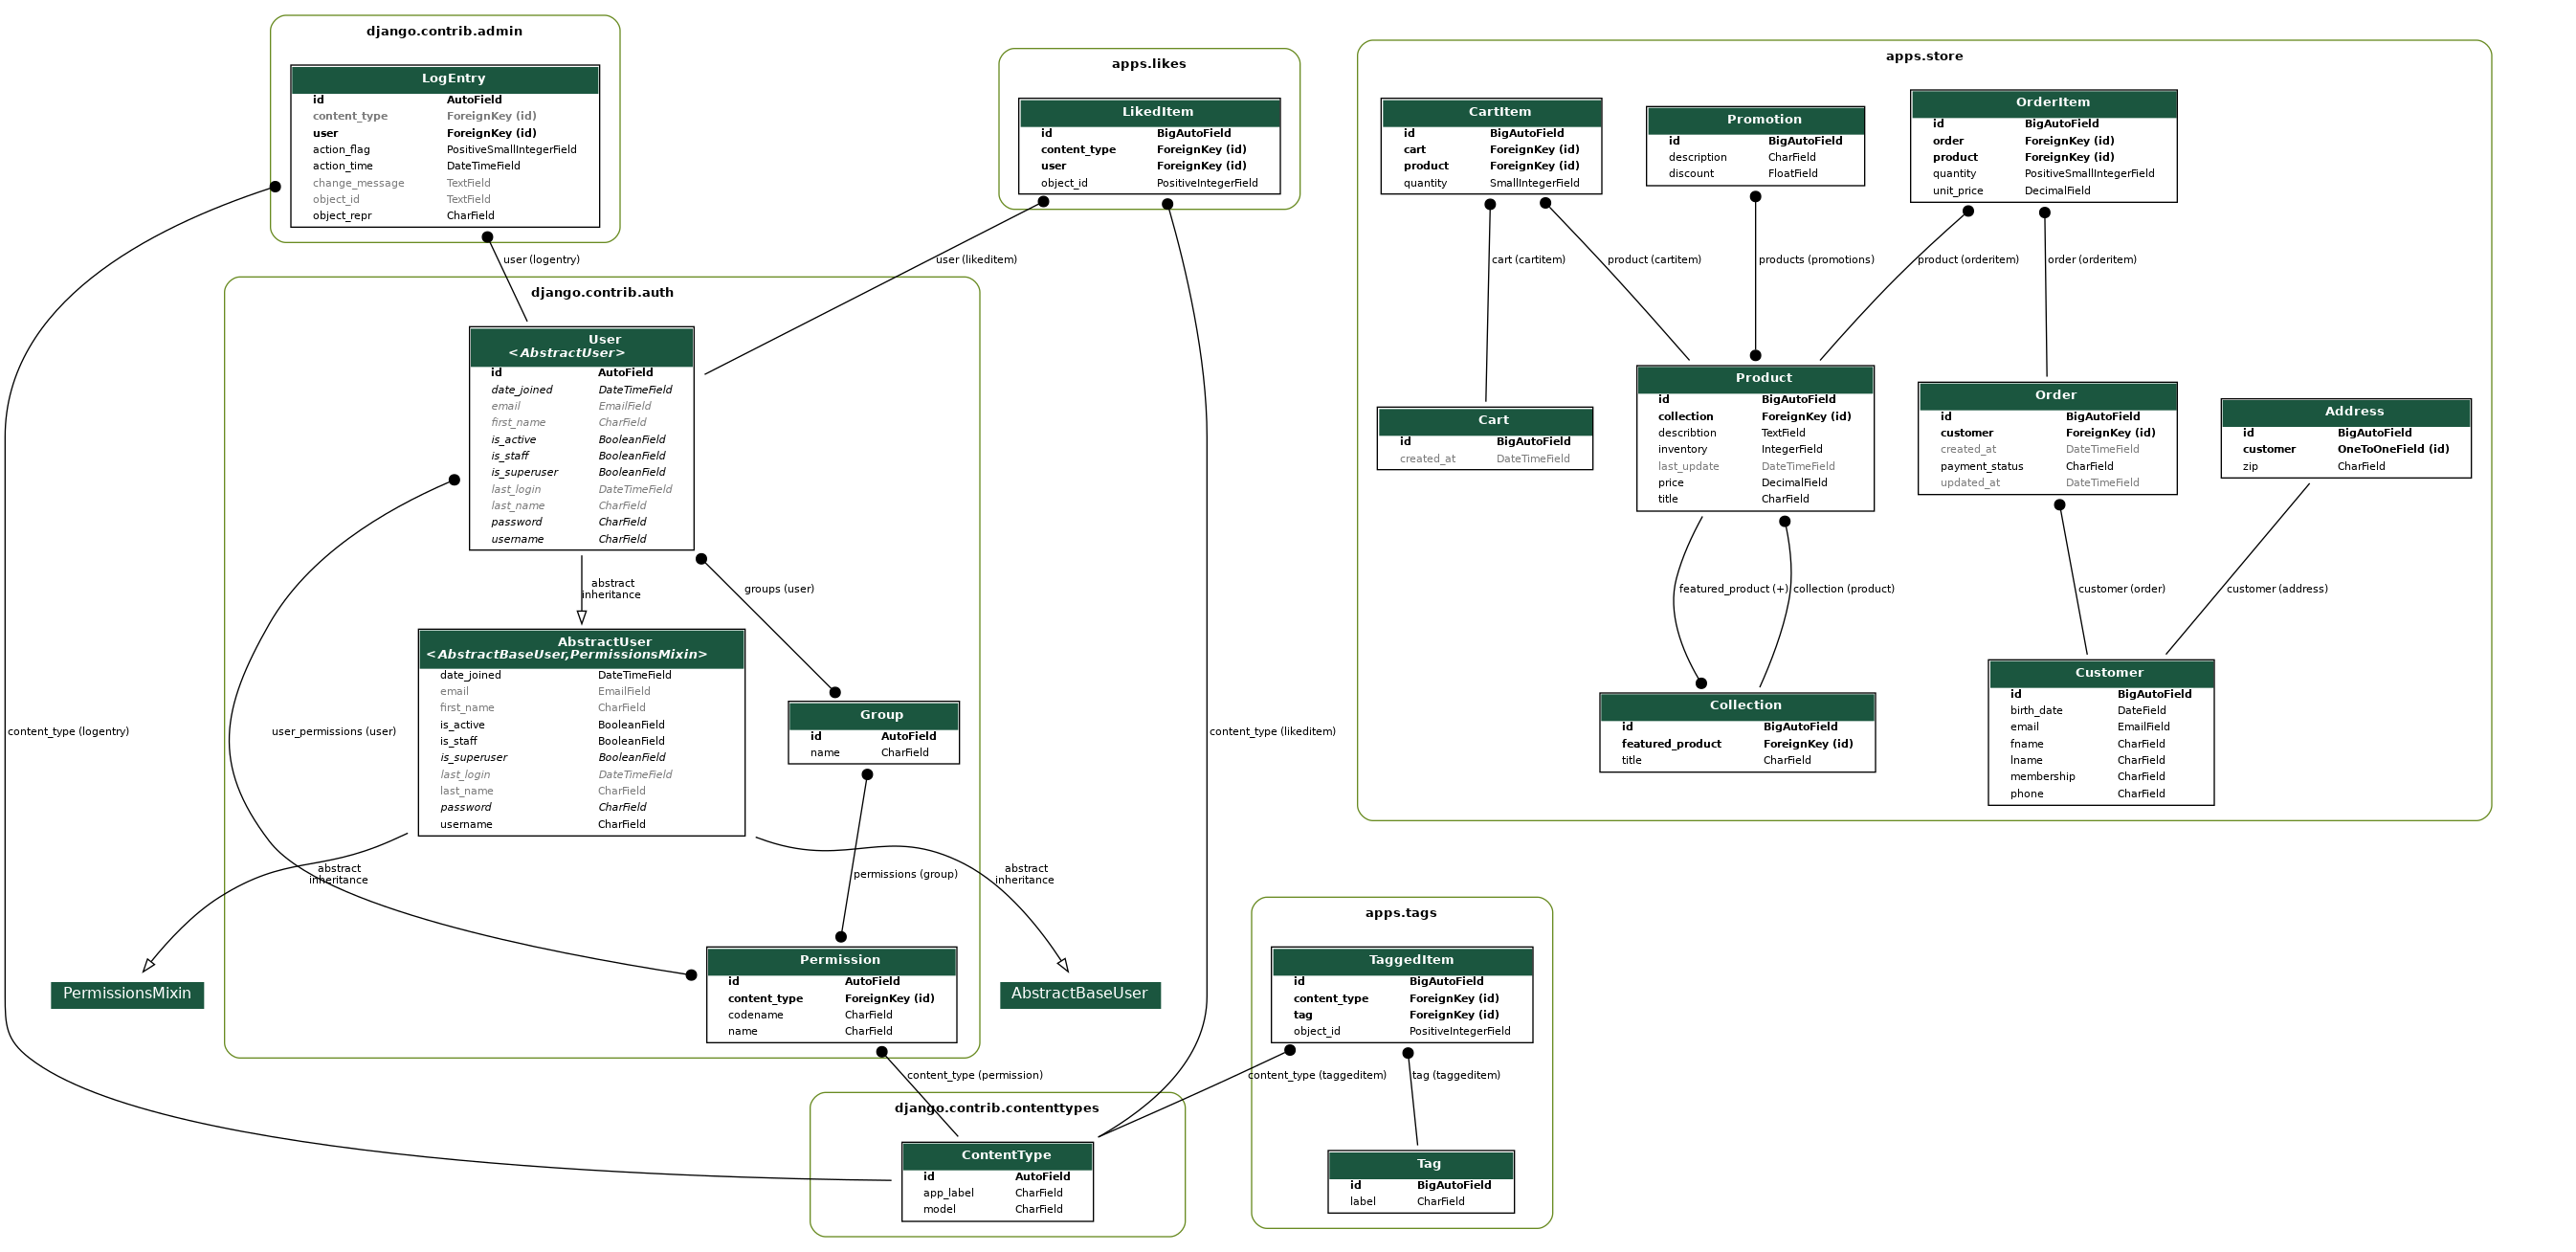 django.contrib.admin
LogEntry
id AutoField
content_type ForeignKey (id)
user ForeignKey (id)
action_flag PositiveSmallIntegerField
action_time DateTimeField
change_message TextField
object_id TextField
object_repr CharField
user (logentry)
content_type (logentry)
apps.likes
LikedItem
id BigAutoField
content_type ForeignKey (id)
user ForeignKey (id)
object_id PositiveIntegerField
user (likeditem)
content_type (likeditem)
django.contrib.auth
User
<AbstractUser>
id AutoField
date_joined DateTimeField
email EmailField
first_name CharField
is_active BooleanField
is_staff BooleanField
is_superuser BooleanField
last_login DateTimeField
last_name CharField
password CharField
username CharField
abstract
inheritance
groups (user)
user_permissions (user)
AbstractUser
<AbstractBaseUser,PermissionsMixin>
date_joined DateTimeField
email EmailField
first_name CharField
is_active BooleanField
is_staff BooleanField
is_superuser BooleanField
last_login DateTimeField
last_name CharField
password CharField
username CharField
Group
id AutoField
name CharField
abstract
inheritance
permissions (group)
abstract
inheritance
PermissionsMixin
Permission
id AutoField
content_type ForeignKey (id)
codename CharField
name CharField
AbstractBaseUser
content_type (permission)
django.contrib.contenttypes
ContentType
id AutoField
app_label CharField
model CharField
apps.store
CartItem
id BigAutoField
cart ForeignKey (id)
product ForeignKey (id)
quantity SmallIntegerField
Promotion
id BigAutoField
description CharField
discount FloatField
OrderItem
id BigAutoField
order ForeignKey (id)
product ForeignKey (id)
quantity PositiveSmallIntegerField
unit_price DecimalField
cart (cartitem)
product (cartitem)
products (promotions)
product (orderitem)
order (orderitem)
Cart
id BigAutoField
created_at DateTimeField
Product
id BigAutoField
collection ForeignKey (id)
describtion TextField
inventory IntegerField
last_update DateTimeField
price DecimalField
title CharField
Order
id BigAutoField
customer ForeignKey (id)
created_at DateTimeField
payment_status CharField
updated_at DateTimeField
Address
id BigAutoField
customer OneToOneField (id)
zip CharField
featured_product (+)
collection (product)
customer (order)
customer (address)
Collection
id BigAutoField
featured_product ForeignKey (id)
title CharField
Customer
id BigAutoField
birth_date DateField
email EmailField
fname CharField
lname CharField
membership CharField
phone CharField
apps.tags
TaggedItem
id BigAutoField
content_type ForeignKey (id)
tag ForeignKey (id)
object_id PositiveIntegerField
content_type (taggeditem)
tag (taggeditem)
Tag
id BigAutoField
label CharField